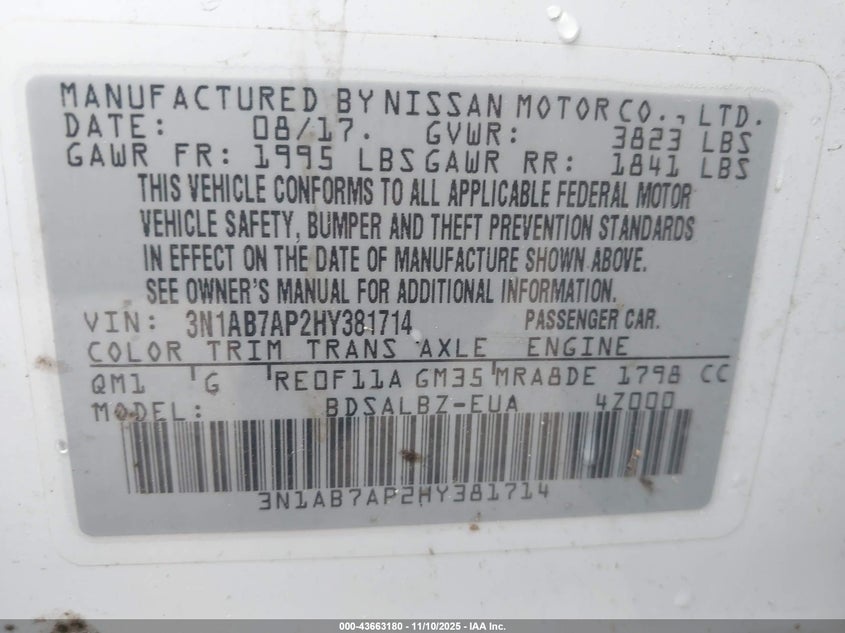 MANUFACTURED BY NISSAN MOTOR CO., LTD.
DATE: 08/17. GVWR: 3823 LBS
GAWR FR: 1995 LBS GAWR RR: 1841 LBS
THIS VEHICLE CONFORMS TO ALL APPLICABLE FEDERAL MOTOR
VEHICLE SAFETY, BUMPER AND THEFT PREVENTION STANDARDS
IN EFFECT ON THE DATE OF MANUFACTURE SHOWN ABOVE.
SEE OWNER'S MANUAL FOR ADDITIONAL INFORMATION.
VIN: 3N1AB7AP2HY381714 PASSENGER CAR.
COLOR TRIM TRANS AXLE ENGINE
QM1 G RE0F11A GM35 MRA8DE 1798 CC
MODEL: BDSALBZ-EUA 4Z000
3N1AB7AP2HY381714
000-43663180 - 11/10/2025 - IAA Inc.